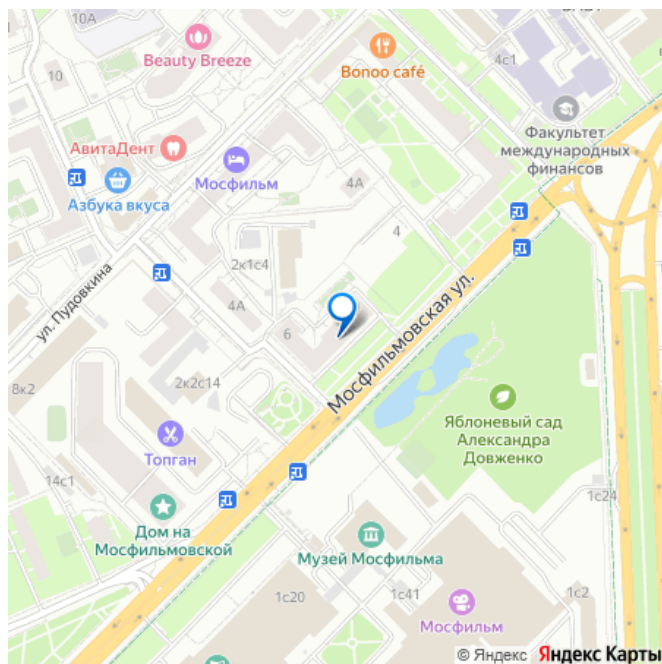 10А
Beauty Breeze
Bonoo café
4с1
10
Факультет
международных
финансов
АвитаДент
Мосфильм
4А
Азбука вкуса
4
2к1с4
ул. Пудовкина
4А
6
Мосфильмовская ул.
8к2
2к2с14
Яблоневый сад
Александра
Довженко
Топган
14с1
1с24
Дом на
Мосфильмовской
Музей Мосфильма
1с20
1с41
1с2
Мосфильм
© Яндекс Яндекс Карты